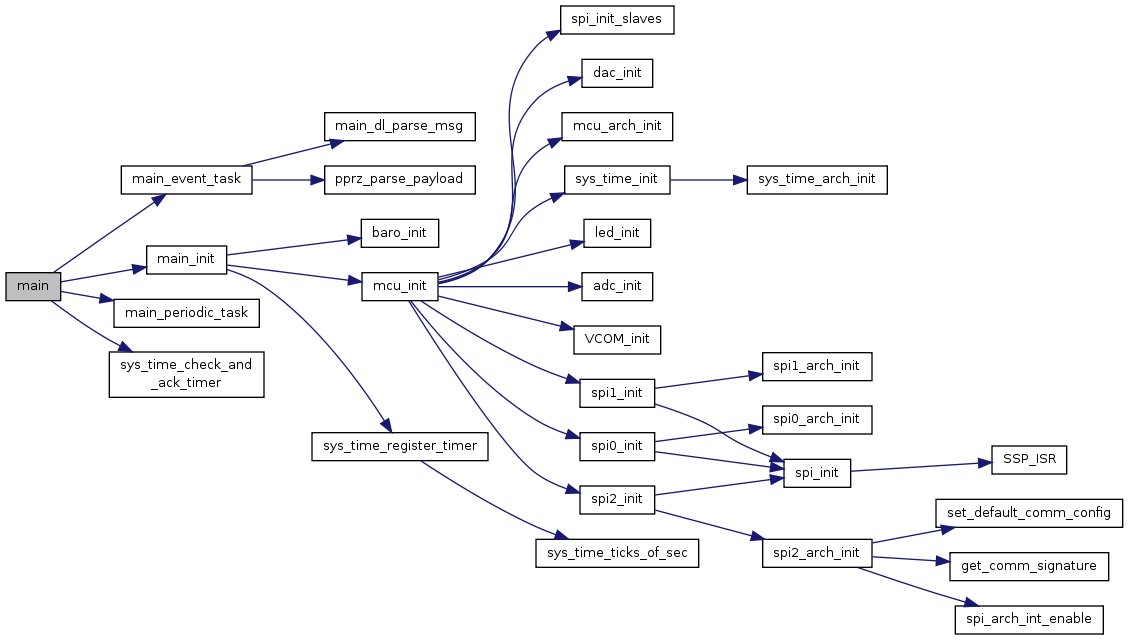 spi_init_slaves
dac_init
main_dl_parse_msg
mcu_arch_init
main_event_task
pprz_parse_payload
sys_time_init
sys_time_arch_init
baro_init
led_init
main_init
main
mcu_init
adc_init
main_periodic_task
VCOM_init
sys_time_check_and
_ack_timer
spi1_arch_init
spi1_init
spi0_arch_init
sys_time_register_timer
spi0_init
SSP_ISR
spi_init
spi2_init
set_default_comm_config
sys_time_ticks_of_sec
spi2_arch_init
get_comm_signature
spi_arch_int_enable